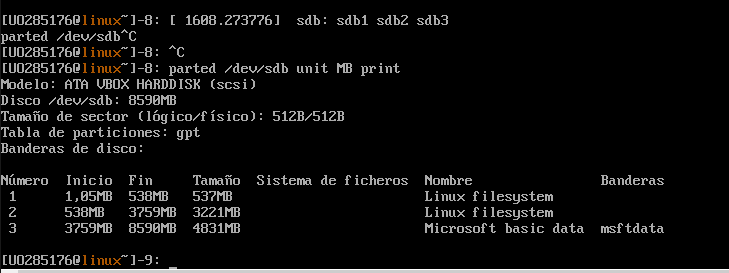 [UO285176@linux~]-8: [ 1608.273776]  sdb: sdb1 sdb2 sdb3
parted /dev/sdb^C
[UO285176@linux~]-8: ^C
[UO285176@linux~]-8: parted /dev/sdb unit MB print
Modelo: ATA VBOX HARDDISK (scsi)
Disco /dev/sdb: 8590MB
Tamaño de sector (lógico/físico): 512B/512B
Tabla de particiones: gpt
Banderas de disco:
Número  Inicio  Fin     Tamaño  Sistema de ficheros  Nombre                Banderas
1      1,05MB  538MB   537MB                        Linux filesystem
2      538MB   3759MB  3221MB                       Linux filesystem
3      3759MB  8590MB  4831MB                       Microsoft basic data  msftdata
[UO285176@linux~]-9: _